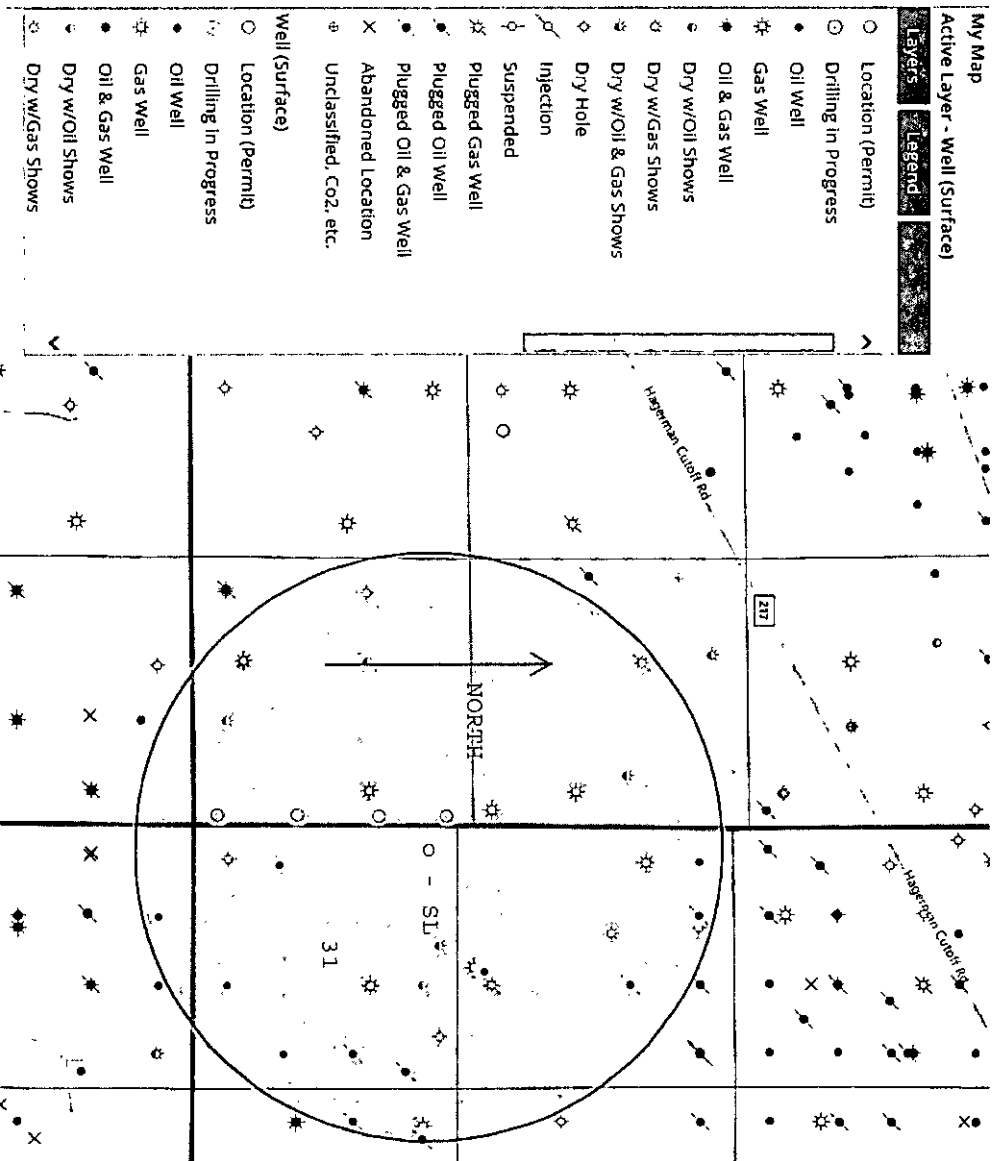 My Map
Active Layer - Well (Surface)
Layers
Legend
Location (Permit)
Drilling in Progress
Oil Well
Gas Well
Oil & Gas Well
Dry w/Oil Shows
Dry w/Gas Shows
Dry w/Oil & Gas Shows
Dry Hole
Injection
Suspended
Plugged Gas Well
Plugged Oil Well
Plugged Oil & Gas Well
Abandoned Location
Unclassified, Co2, etc.
Well (Surface)
Location (Permit)
Drilling in Progress
Oil Well
Gas Well
Oil & Gas Well
Dry w/Oil Shows
Dry w/Gas Shows
Hagerman Cutoff Rd
217
NORTH
Hagerman Cutoff Rd
O - SL
31